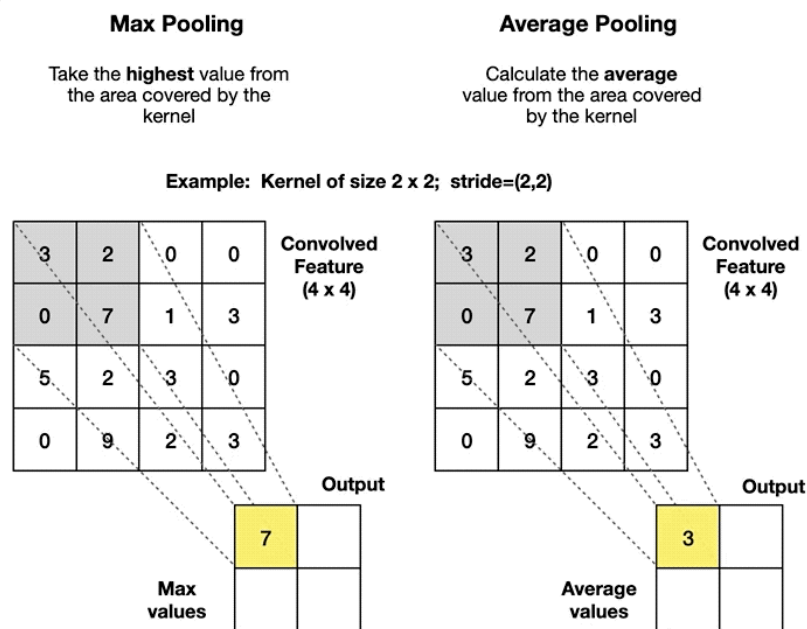 Max Pooling
Take the highest value from
the area covered by the
kernel
Average Pooling
Calculate the average
value from the area covered
by the kernel
Example: Kernel of size 2 x 2; stride=(2,2)
3 2 0 0
0 7 1 3
5 2 3 0
0 9 2 3
Convolved
Feature
(4 x 4)
Output
7
Max
values
3 2 0 0
0 7 1 3
5 2 3 0
0 9 2 3
Convolved
Feature
(4 x 4)
Output
3
Average
values